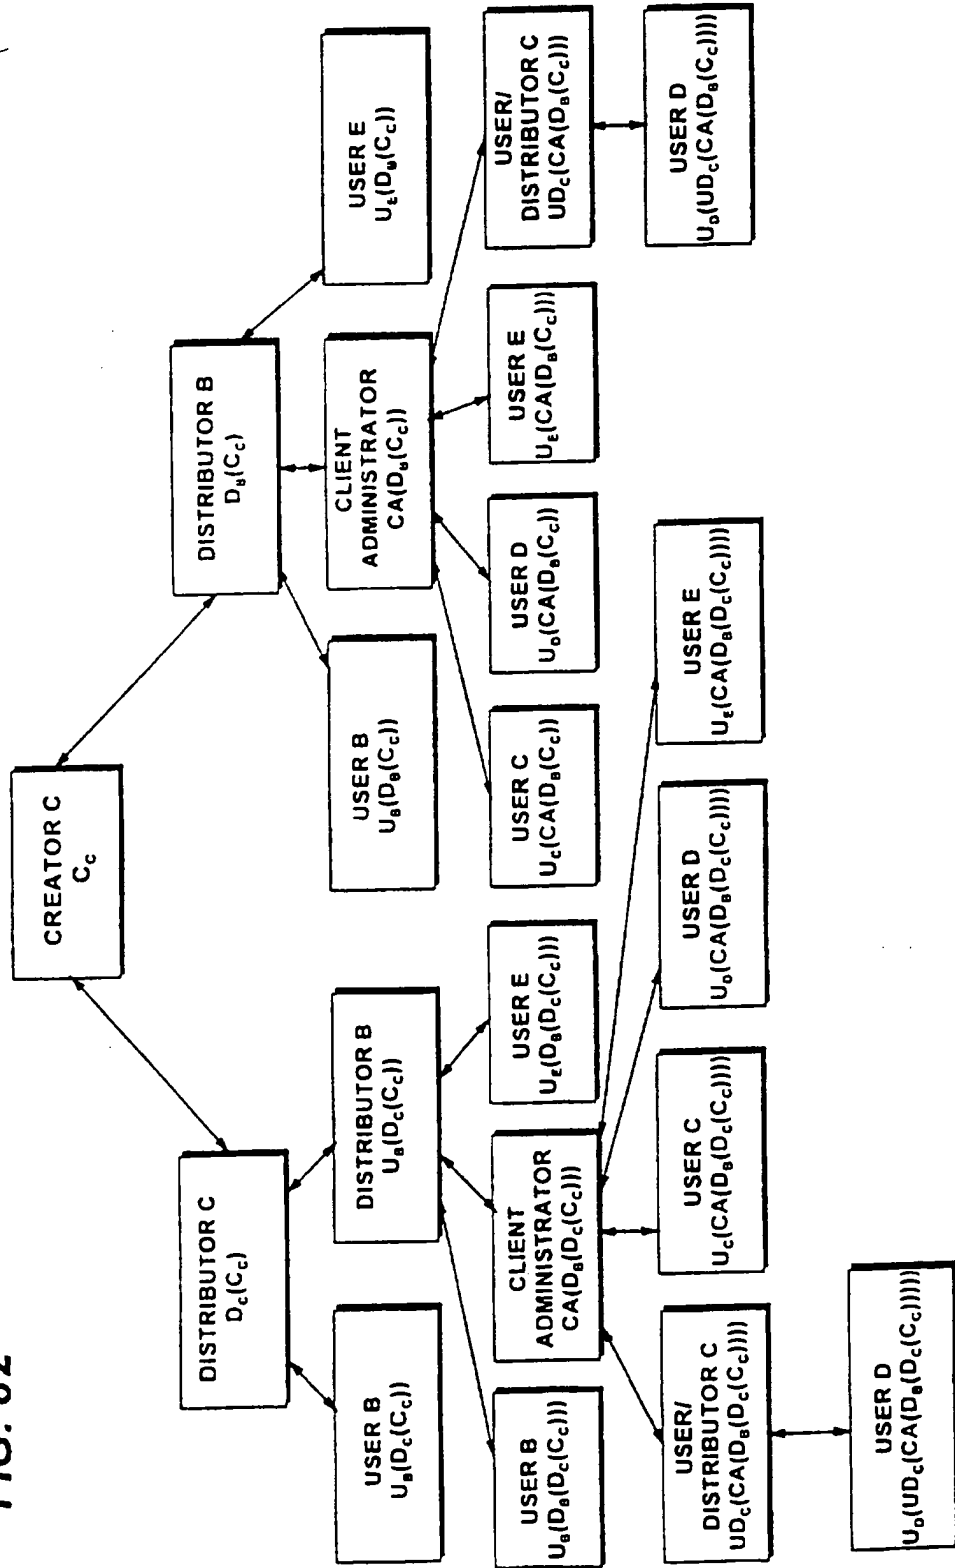 FIG. 82
CREATOR C
C_C
DISTRIBUTOR C
D_C(C_C)
DISTRIBUTOR B
D_B(C_C)
USER B
U_B(D_C(C_C))
DISTRIBUTOR B
U_B(D_C(C_C))
USER B
U_B(D_B(C_C))
CLIENT
ADMINISTRATOR
CA(D_B(C_C))
USER E
U_E(D_B(C_C))
USER B
U_B(D_B(D_C(C_C)))
CLIENT
ADMINISTRATOR
CA(D_B(D_C(C_C)))
USER E
U_E(D_B(D_C(C_C)))
USER C
U_C(CA(D_B(C_C))
USER D
U_D(CA(D_B(C_C))
USER E
U_E(CA(D_B(C_C)))
USER/
DISTRIBUTOR C
UD_C(CA(D_B(C_C)))
USER/
DISTRIBUTOR C
UD_C(CA(D_B(D_C(C_C))))
USER C
U_C(CA(D_B(D_C(C_C))))
USER D
U_D(CA(D_B(D_C(C_C))))
USER E
U_E(CA(D_B(D_C(C_C))))
USER D
U_D(UD_C(CA(D_B(C_C))))
USER D
U_D(UD_C(CA(D_B(D_C(C_C)))))